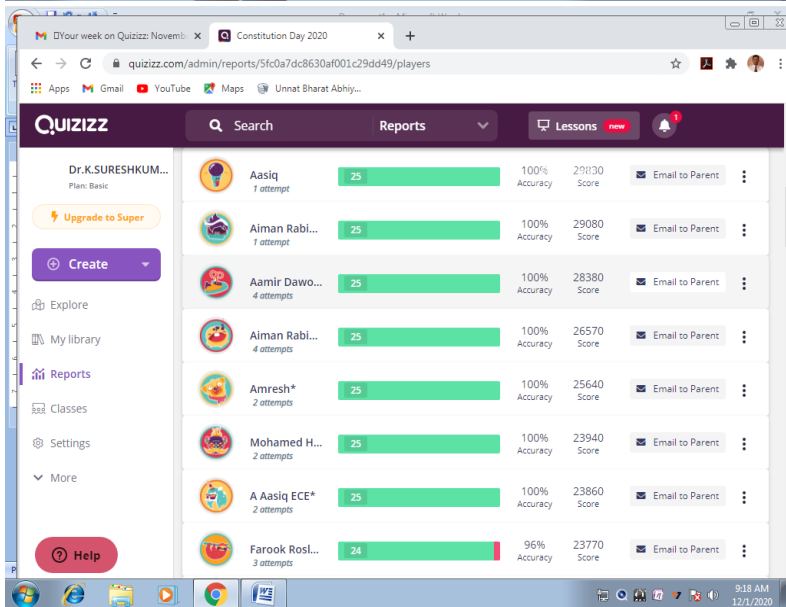 Your week on Quizizz: Novemb
Constitution Day 2020
quizizz.com/admin/reports/5fc0a7dc8630af001c29dd49/players
Apps
Gmail
YouTube
Maps
Unnat Bharat Abhiy...
QUIZIZZ
Search
Reports
Lessons new
1
Dr.K.SURESHKUM...
Plan: Basic
Upgrade to Super
Create
Explore
My library
Reports
Classes
Settings
More
Help
Aasiq
1 attempt
25
100%
Accuracy
29830
Score
Email to Parent
Aiman Rabi...
1 attempt
25
100%
Accuracy
29080
Score
Email to Parent
Aamir Dawo...
4 attempts
25
100%
Accuracy
28380
Score
Email to Parent
Aiman Rabi...
4 attempts
25
100%
Accuracy
26570
Score
Email to Parent
Amresh*
2 attempts
25
100%
Accuracy
25640
Score
Email to Parent
Mohamed H...
2 attempts
25
100%
Accuracy
23940
Score
Email to Parent
A Aasiq ECE*
2 attempts
25
100%
Accuracy
23860
Score
Email to Parent
Farook Rosl...
3 attempts
24
96%
Accuracy
23770
Score
Email to Parent
9:18 AM
12/1/2020